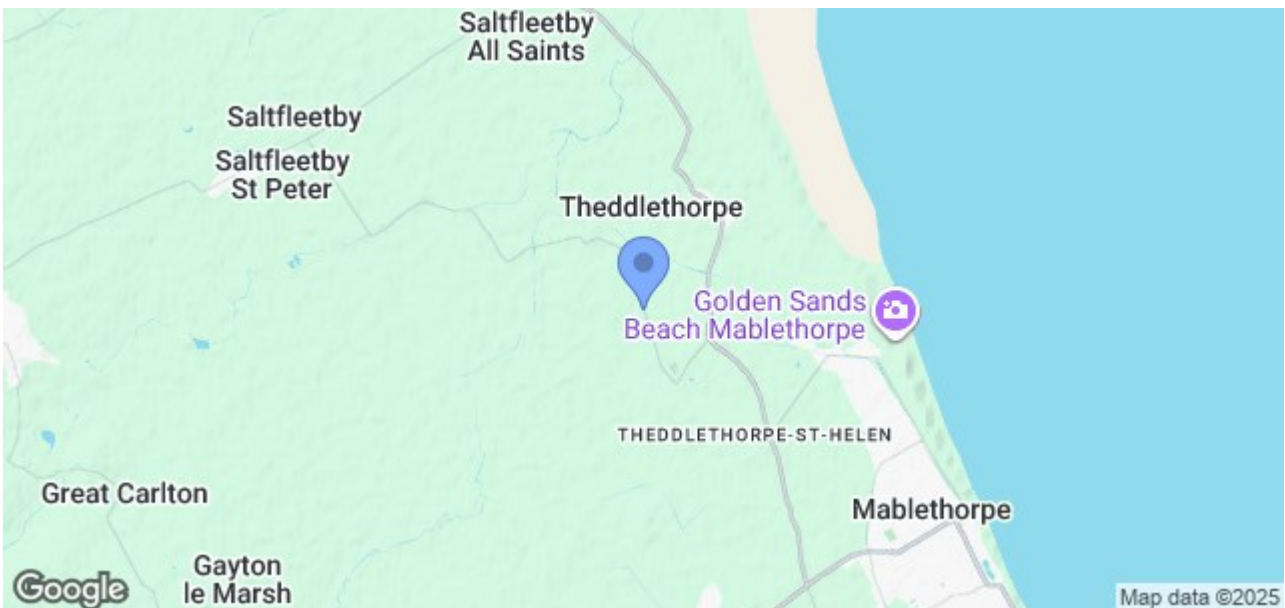 Saltfleetby
All Saints
Saltfleetby
Saltfleetby
St Peter
Theddlethorpe
Golden Sands
Beach Mablethorpe
THEDDLETHORPE-ST-HELEN
Great Carlton
Mablethorpe
Gayton
le Marsh
Google
Map data ©2025